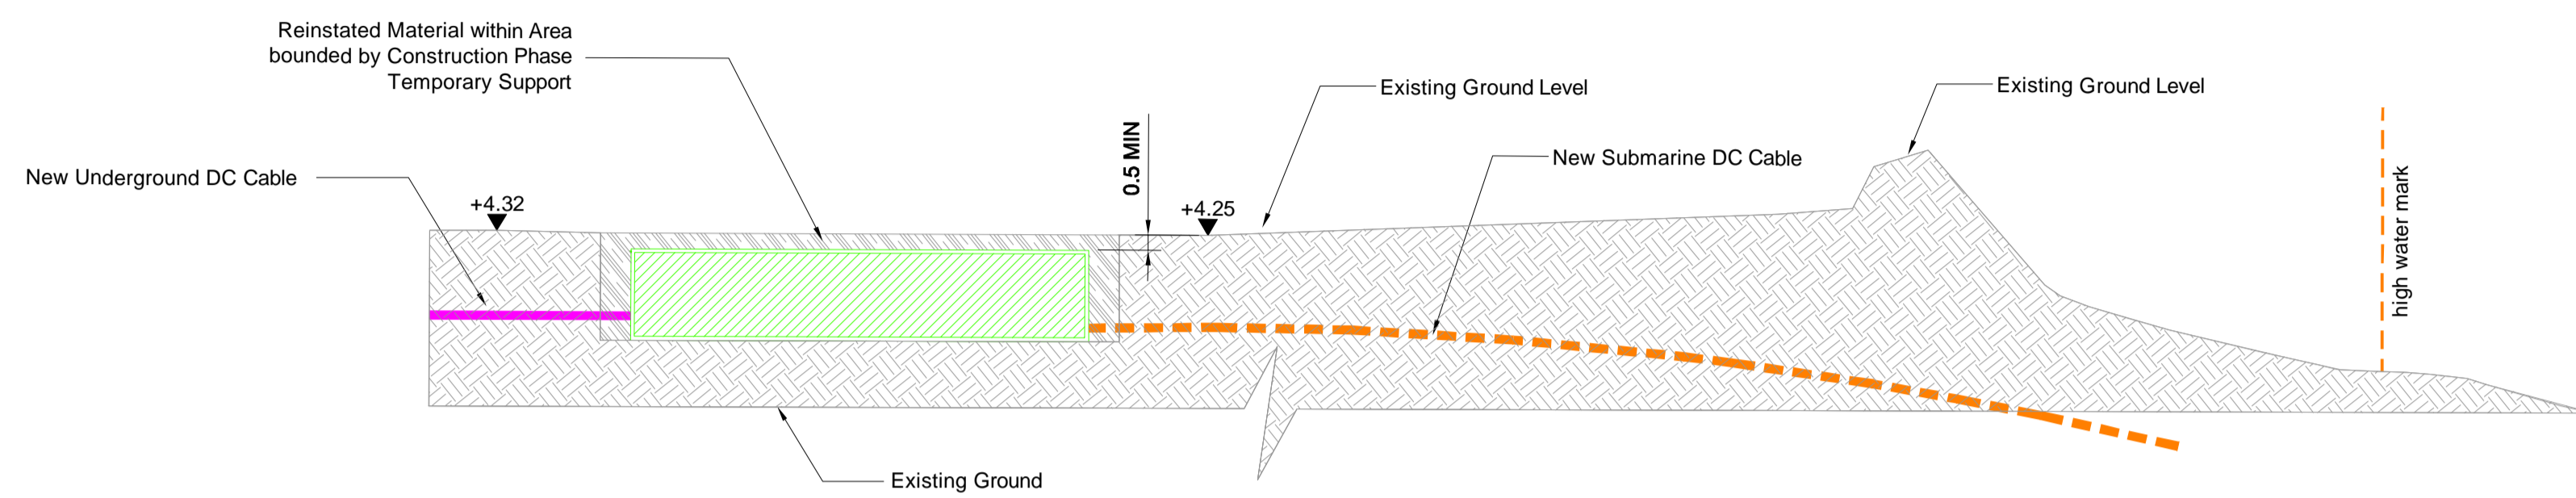 Reinstated Material within Area
bounded by Construction Phase
Temporary Support
Existing Ground Level
Existing Ground Level
0.5 MIN
New Submarine DC Cable
New Underground DC Cable
+4.32
+4.25
high water mark
Existing Ground